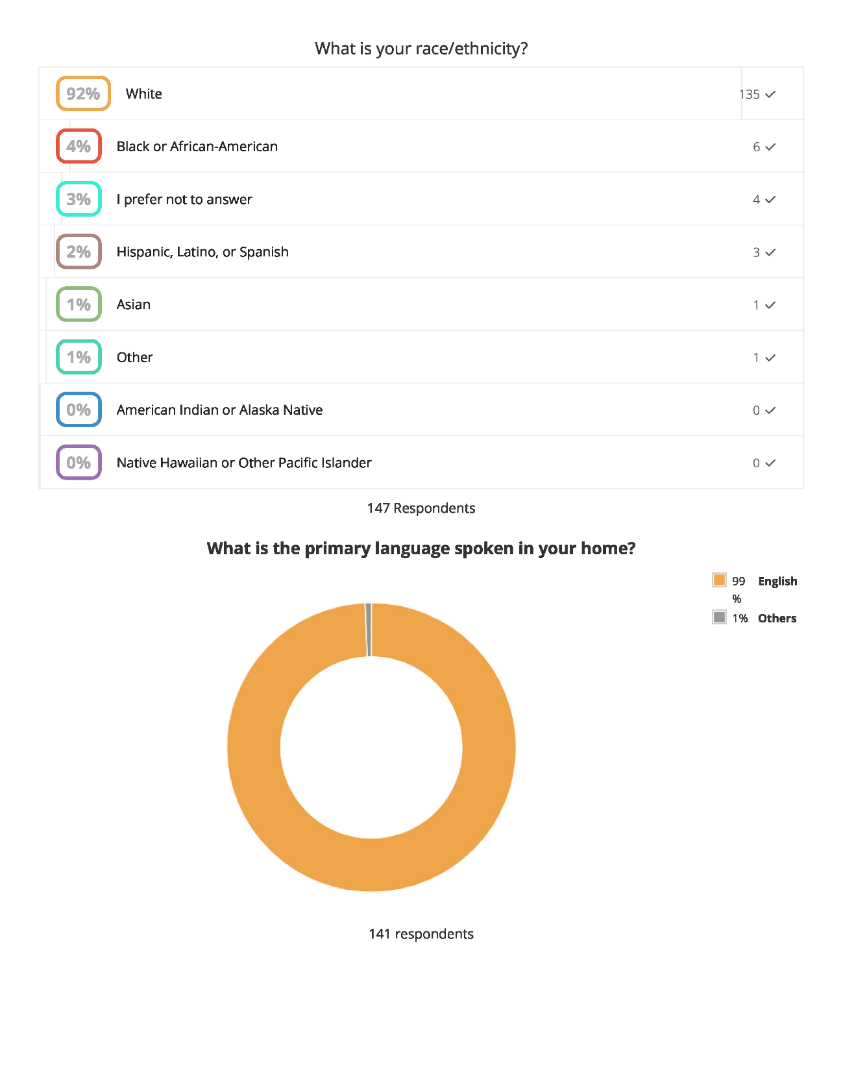 What is your race/ethnicity?
92% White 135 ✓
4% Black or African-American 6 ✓
3% I prefer not to answer 4 ✓
2% Hispanic, Latino, or Spanish 3 ✓
1% Asian 1 ✓
1% Other 1 ✓
0% American Indian or Alaska Native 0 ✓
0% Native Hawaiian or Other Pacific Islander 0 ✓
147 Respondents
What is the primary language spoken in your home?
99 English
%
1% Others
141 respondents